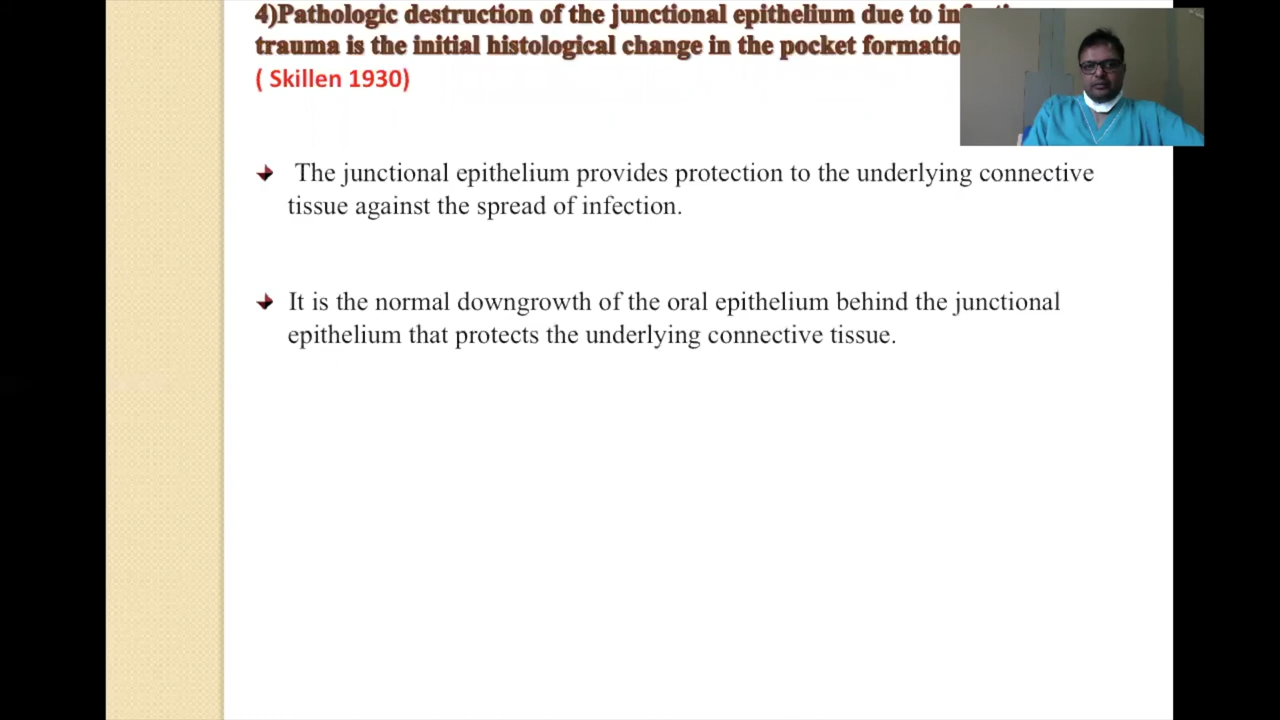 4)Pathologic destruction of the junctional epithelium due to
trauma is the initial histological change in the pocket
( Skillen 1930)
The junctional epithelium provides protection to the underlying connective
tissue against the spread of infection.
It is the normal downgrowth of the oral epithelium behind the junctional
epithelium that protects the underlying connective tissue.